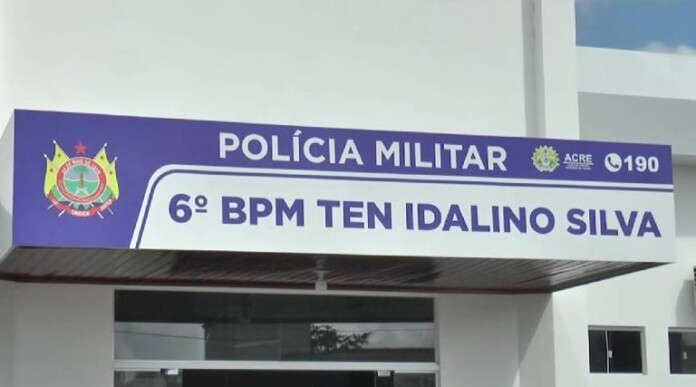 POLÍCIA MILITAR
ACRE
190
6º BPM TEN IDALINO SILVA